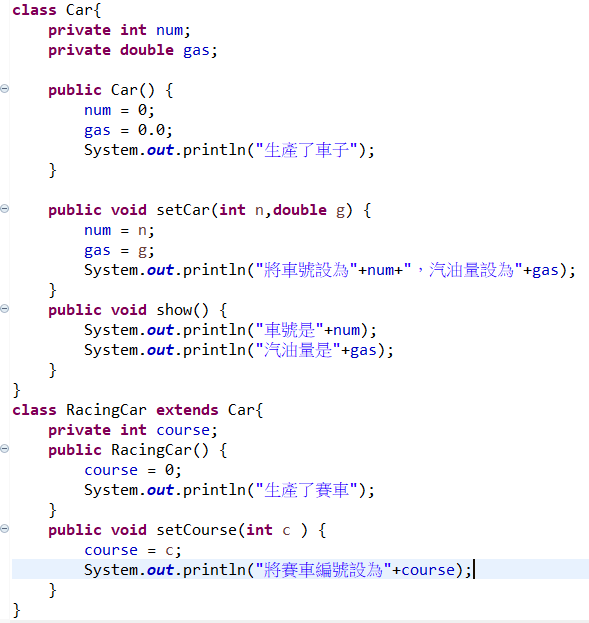 class Car{
    private int num;
    private double gas;

    public Car() {
        num = 0;
        gas = 0.0;
        System.out.println("生產了車子");
    }

    public void setCar(int n,double g) {
        num = n;
        gas = g;
        System.out.println("將車號設為"+num+"，汽油量設為"+gas);
    }
    public void show() {
        System.out.println("車號是"+num);
        System.out.println("汽油量是"+gas);
    }
}
class RacingCar extends Car{
    private int course;
    public RacingCar() {
        course = 0;
        System.out.println("生產了賽車");
    }
    public void setCourse(int c ) {
        course = c;
        System.out.println("將賽車編號設為"+course);
    }
}